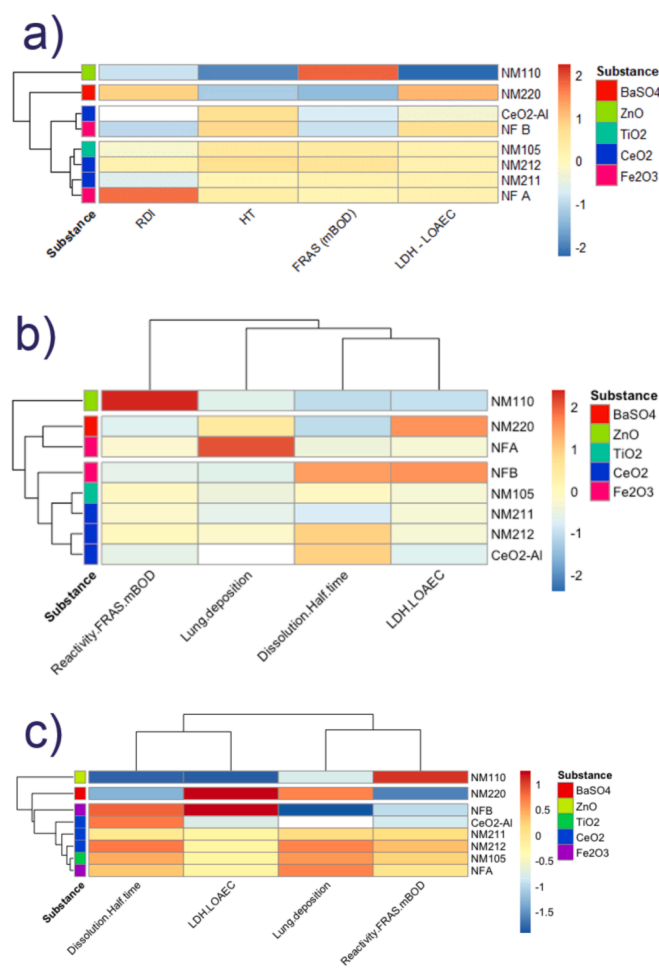 a)
NM110
NM220
CeO2-Al
NF B
NM105
NM212
NM211
NF A
Substance
RDI
HT
FRAS (mBOD)
LDH - LOAEC
2
1
0
-1
-2
Substance
BaSO4
ZnO
TiO2
CeO2
Fe2O3
b)
NM110
NM220
NFA
NFB
NM105
NM211
NM212
CeO2-Al
Substance
Reactivity.FRAS.mBOD
Lung.deposition
Dissolution.Half.time
LDH.LOAEC
2
1
0
-1
-2
Substance
BaSO4
ZnO
TiO2
CeO2
Fe2O3
c)
NM110
NM220
NFB
CeO2-Al
NM211
NM212
NM105
NFA
Substance
Dissolution.Half.time
LDH.LOAEC
Lung.deposition
Reactivity.FRAS.mBOD
1
0.5
0
-0.5
-1
-1.5
Substance
BaSO4
ZnO
TiO2
CeO2
Fe2O3